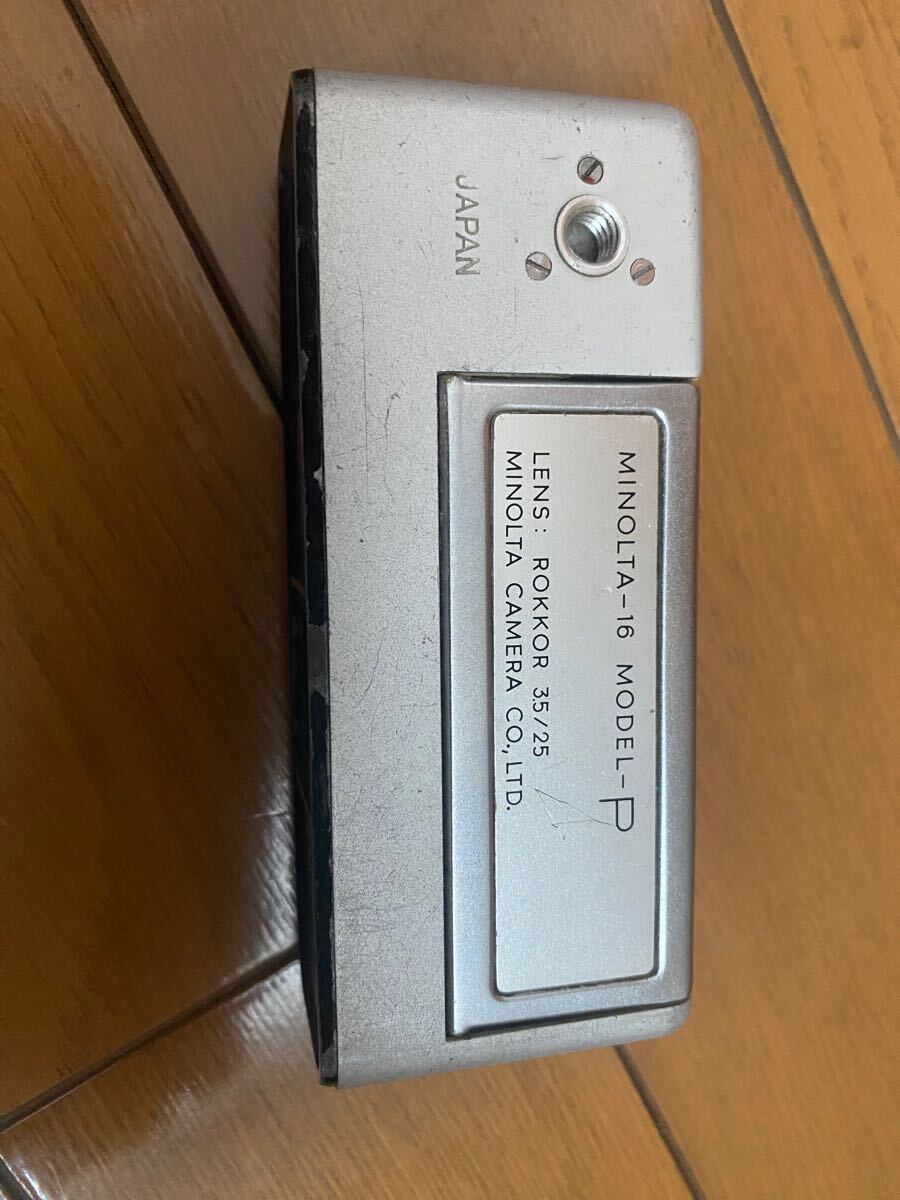 JAPAN
MINOLTA-16 MODEL-P
LENS: ROKKOR 35/25
MINOLTA CAMERA CO., LTD.